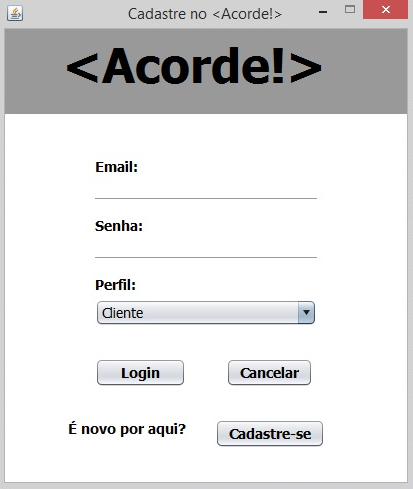 Cadastre no <Acorde!>
<Acorde!>
Email:
Senha:
Perfil:
Cliente
Login Cancelar
É novo por aqui? Cadastre-se